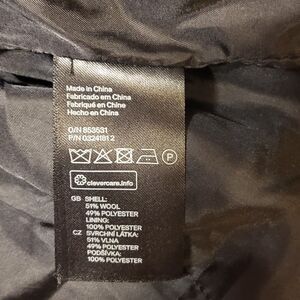 Made in China
Fabricado em China
Fabriqué en Chine
Hecho en China
O/N 853531
P/N 0324181 2
P
clevercare.info
GB SHELL:
51% WOOL
49% POLYESTER
LINING:
100% POLYESTER
CZ SVRCHNÍ LÁTKA:
51% VLNA
49% POLYESTER
PODŠÍVKA:
100% POLYESTER